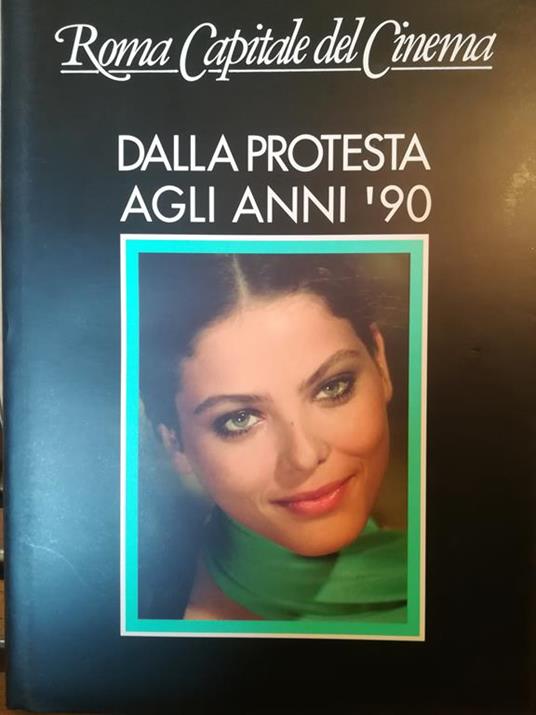 Roma Capitale del Cinema
DALLA PROTESTA
AGLI ANNI '90